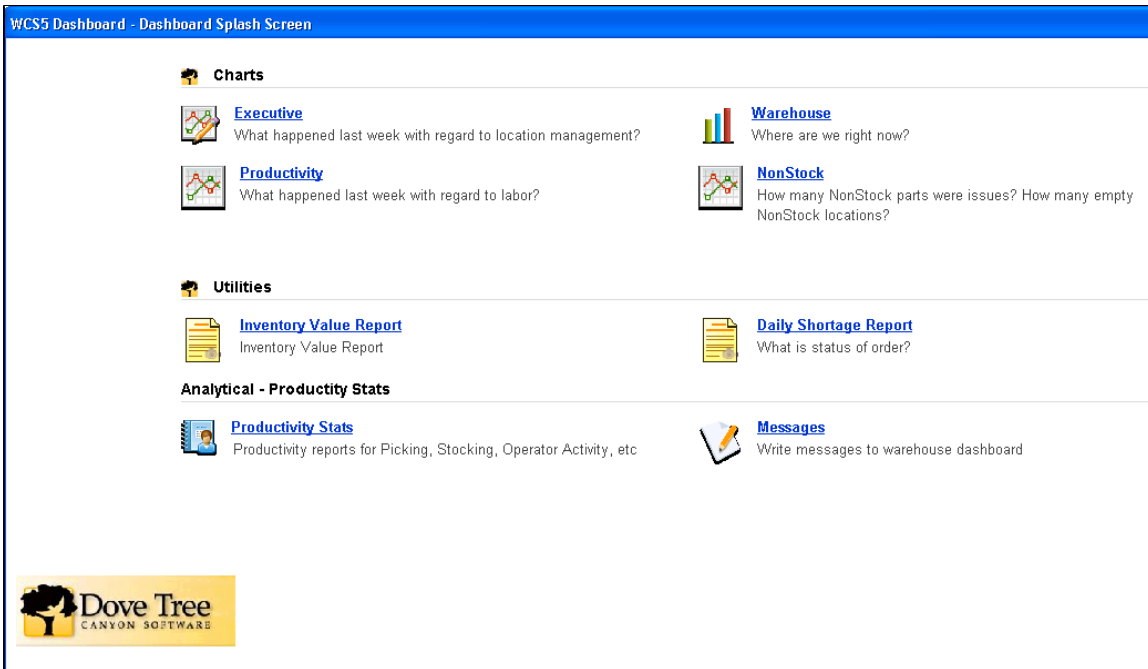 WCS5 Dashboard - Dashboard Splash Screen
Charts
Executive
What happened last week with regard to location management?
Warehouse
Where are we right now?
Productivity
What happened last week with regard to labor?
NonStock
How many NonStock parts were issues? How many empty
NonStock locations?
Utilities
Inventory Value Report
Inventory Value Report
Daily Shortage Report
What is status of order?
Analytical - Productity Stats
Productivity Stats
Productivity reports for Picking, Stocking, Operator Activity, etc
Messages
Write messages to warehouse dashboard
Dove Tree
CANYON SOFTWARE